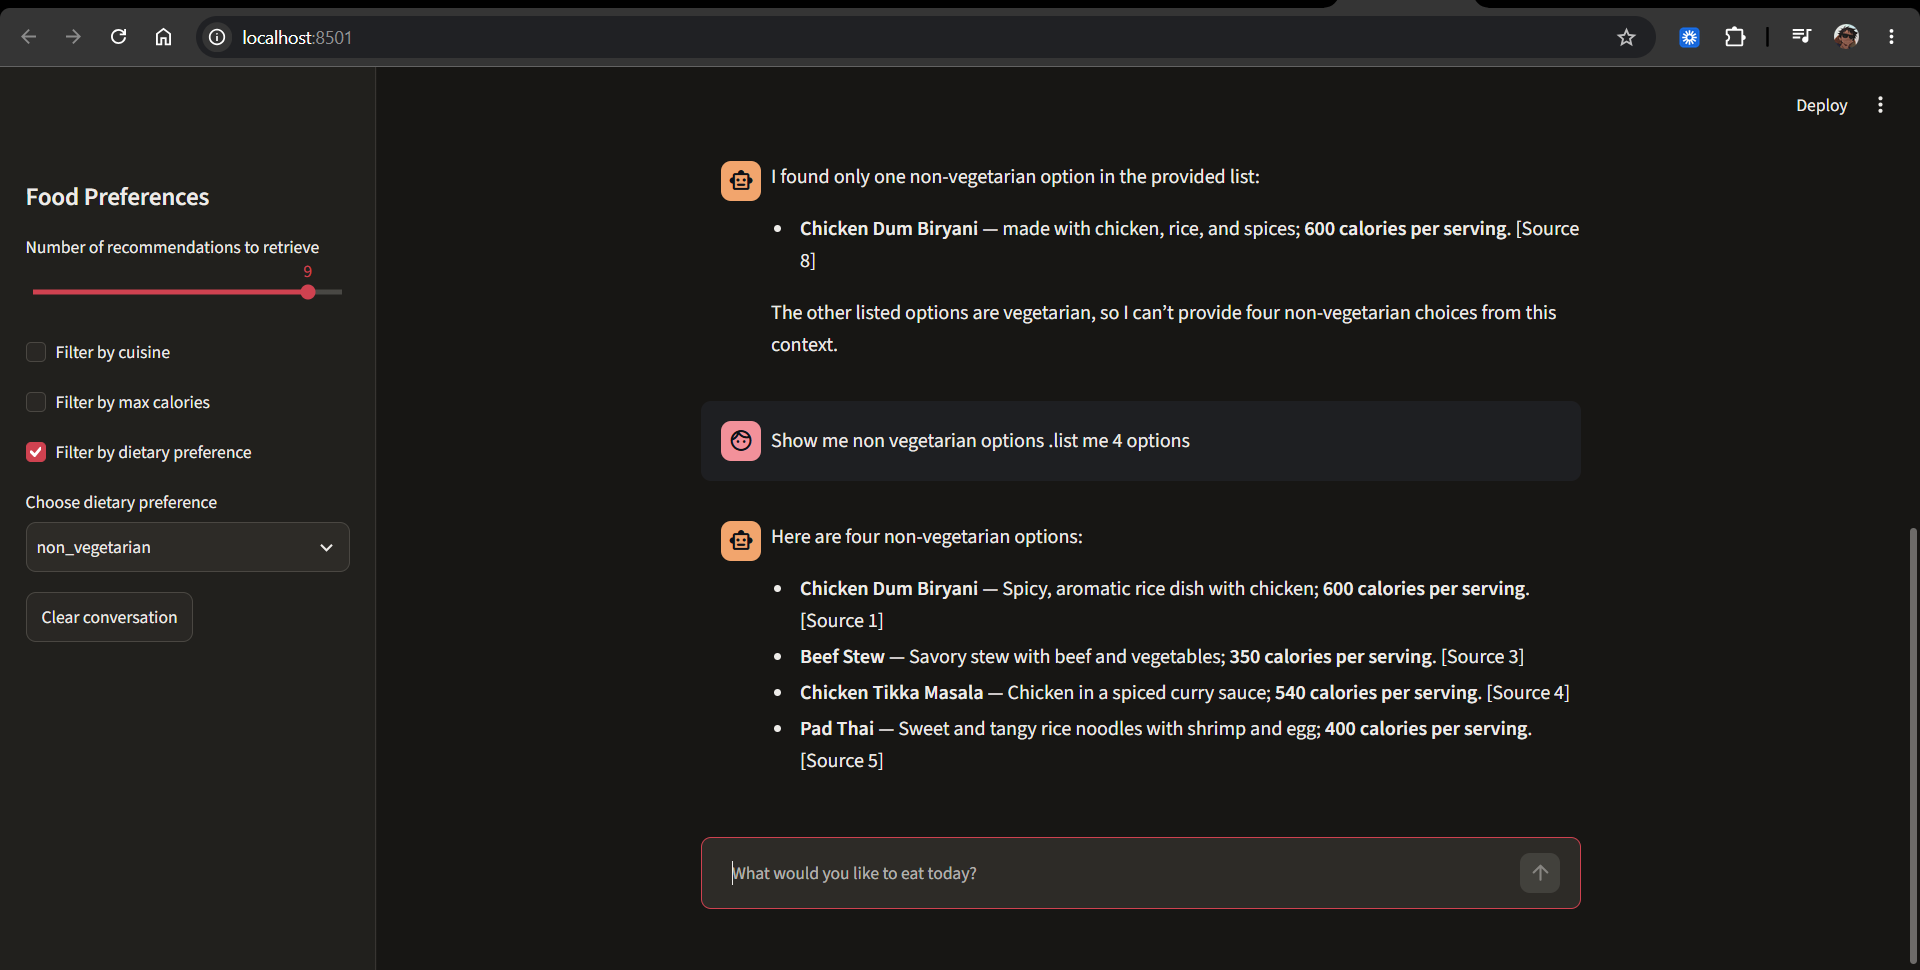 localhost:8501
Deploy
Food Preferences
Number of recommendations to retrieve
9
Filter by cuisine
Filter by max calories
Filter by dietary preference
Choose dietary preference
non_vegetarian
Clear conversation
I found only one non-vegetarian option in the provided list:
Chicken Dum Biryani — made with chicken, rice, and spices; 600 calories per serving. [Source
8]
The other listed options are vegetarian, so I can’t provide four non-vegetarian choices from this
context.
Show me non vegetarian options .list me 4 options
Here are four non-vegetarian options:
Chicken Dum Biryani — Spicy, aromatic rice dish with chicken; 600 calories per serving.
[Source 1]
Beef Stew — Savory stew with beef and vegetables; 350 calories per serving. [Source 3]
Chicken Tikka Masala — Chicken in a spiced curry sauce; 540 calories per serving. [Source 4]
Pad Thai — Sweet and tangy rice noodles with shrimp and egg; 400 calories per serving.
[Source 5]
What would you like to eat today?